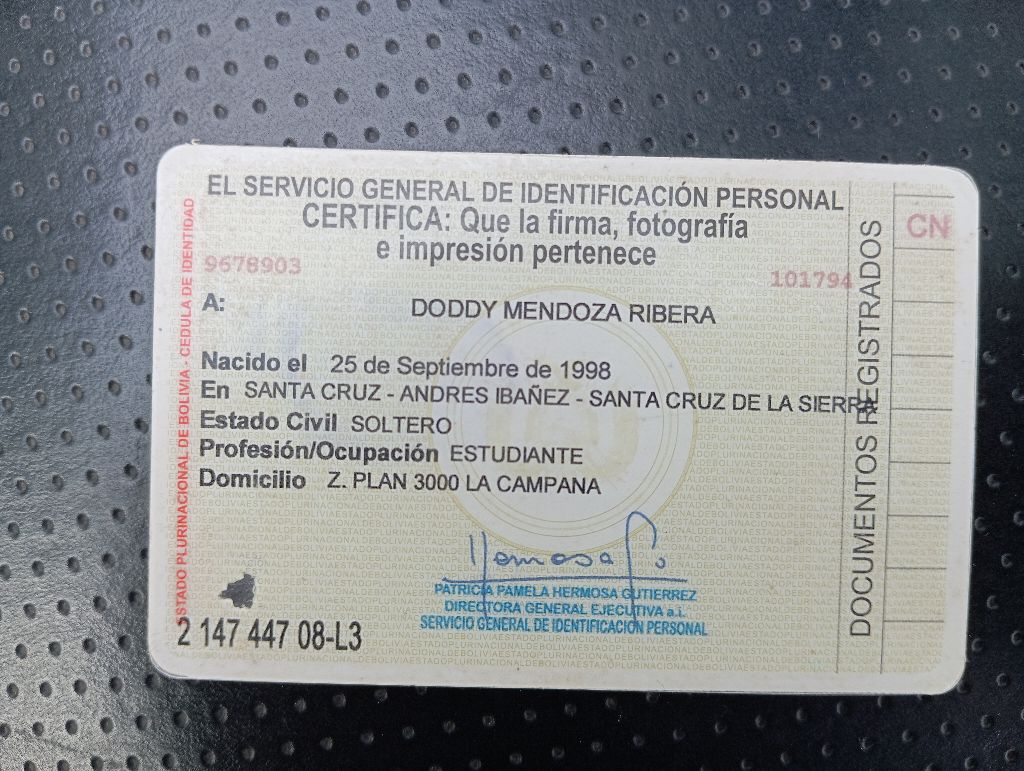 EL SERVICIO GENERAL DE IDENTIFICACIÓN PERSONAL
CERTIFICA: Que la firma, fotografía
e impresión pertenece
9678903
101794
A: DODDY MENDOZA RIBERA
Nacido el 25 de Septiembre de 1998
En SANTA CRUZ - ANDRES IBAÑEZ - SANTA CRUZ DE LA SIERRA
Estado Civil SOLTERO
Profesión/Ocupación ESTUDIANTE
Domicilio Z. PLAN 3000 LA CAMPANA
Hermosa
PATRICIA PAMELA HERMOSA GUTIERREZ
DIRECTORA GENERAL EJECUTIVA a.i.
SERVICIO GENERAL DE IDENTIFICACIÓN PERSONAL
2 147 447 08-L3
ESTADO PLURINACIONAL DE BOLIVIA - CEDULA DE IDENTIDAD
DOCUMENTOS REGISTRADOS
CN